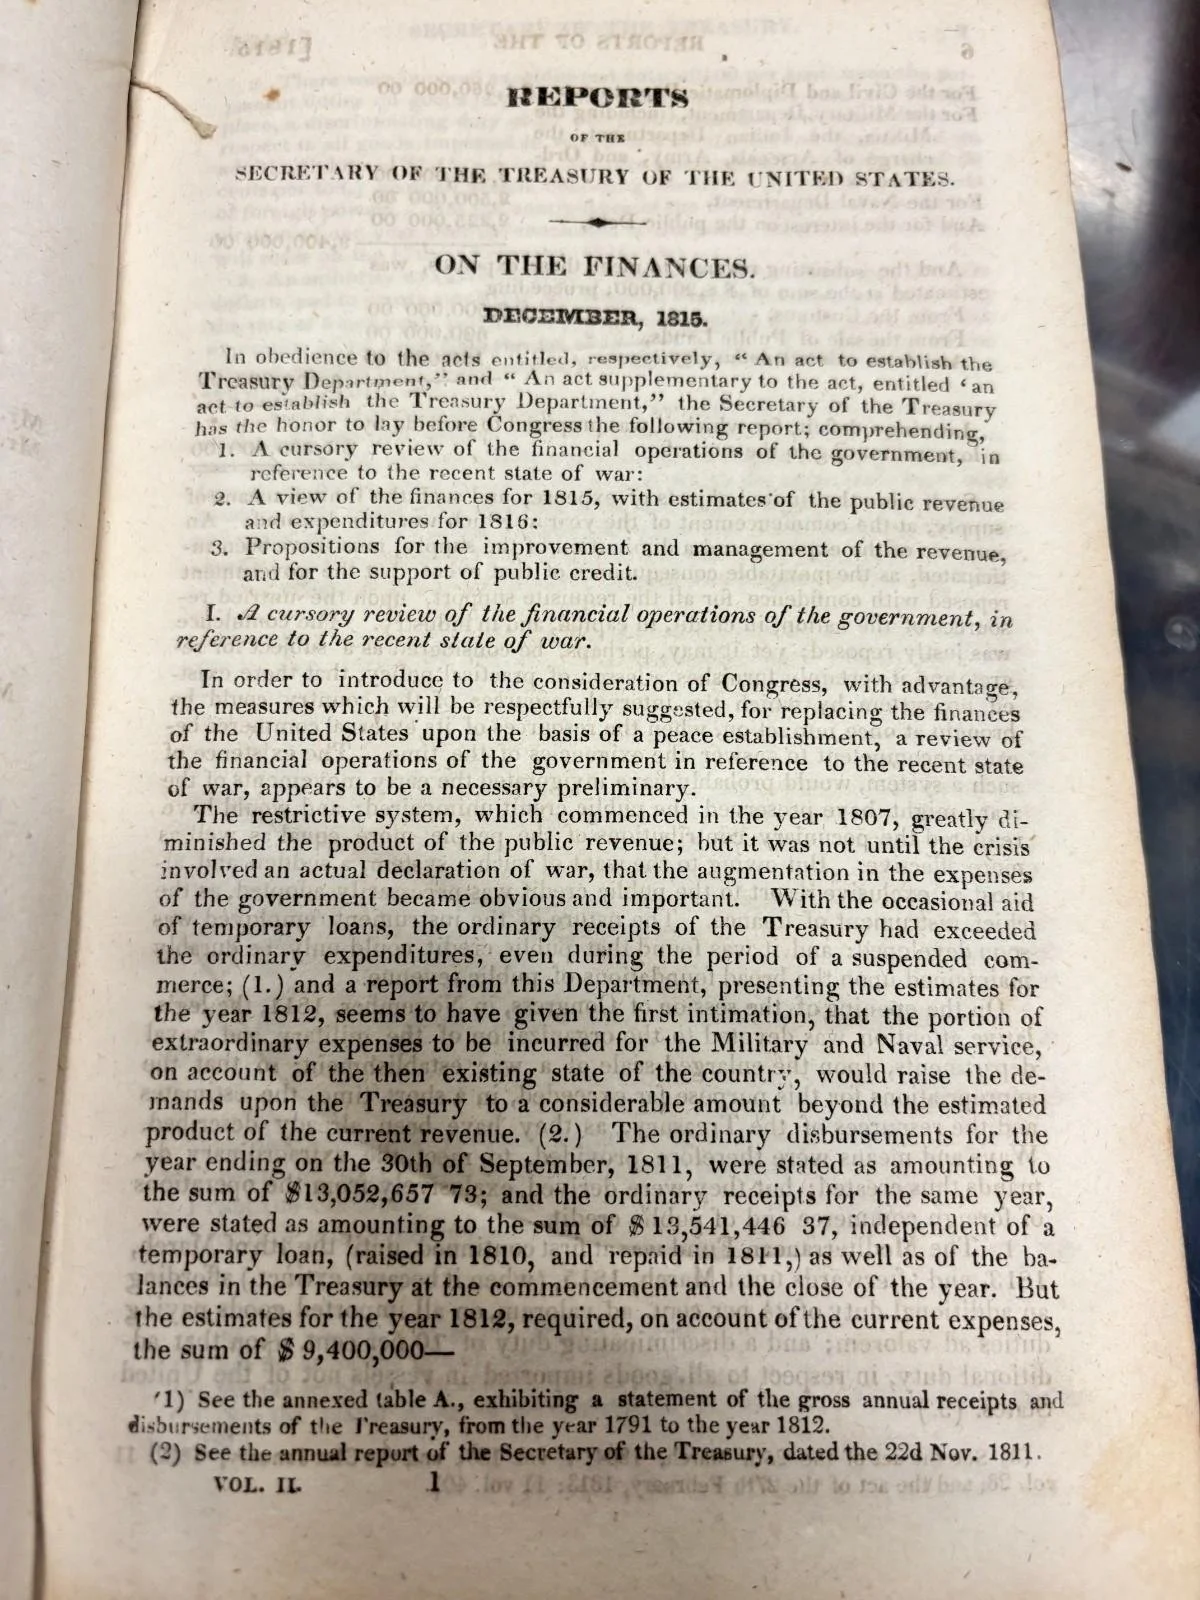 REPORTS
OF THE
SECRETARY OF THE TREASURY OF THE UNITED STATES.
ON THE FINANCES.
DECEMBER, 1815.
In obedience to the acts entitled, respectively, “ An act to establish the
Treasury Department,” and “ An act supplementary to the act, entitled ‘ an
act to establish the Treasury Department,” the Secretary of the Treasury
has the honor to lay before Congress the following report; comprehending,
1. A cursory review of the financial operations of the government, in
reference to the recent state of war:
2. A view of the finances for 1815, with estimates of the public revenue
and expenditures for 1816:
3. Propositions for the improvement and management of the revenue,
and for the support of public credit.
I. A cursory review of the financial operations of the government, in
reference to the recent state of war.
In order to introduce to the consideration of Congress, with advantage,
the measures which will be respectfully suggested, for replacing the finances
of the United States upon the basis of a peace establishment, a review of
the financial operations of the government in reference to the recent state
of war, appears to be a necessary preliminary.
The restrictive system, which commenced in the year 1807, greatly di-
minished the product of the public revenue; but it was not until the crisis
involved an actual declaration of war, that the augmentation in the expenses
of the government became obvious and important. With the occasional aid
of temporary loans, the ordinary receipts of the Treasury had exceeded
the ordinary expenditures, even during the period of a suspended com-
merce; (1.) and a report from this Department, presenting the estimates for
the year 1812, seems to have given the first intimation, that the portion of
extraordinary expenses to be incurred for the Military and Naval service,
on account of the then existing state of the country, would raise the de-
mands upon the Treasury to a considerable amount beyond the estimated
product of the current revenue. (2.) The ordinary disbursements for the
year ending on the 30th of September, 1811, were stated as amounting to
the sum of $13,052,657 73; and the ordinary receipts for the same year,
were stated as amounting to the sum of $ 13,541,446 37, independent of a
temporary loan, (raised in 1810, and repaid in 1811,) as well as of the ba-
lances in the Treasury at the commencement and the close of the year. But
the estimates for the year 1812, required, on account of the current expenses,
the sum of $ 9,400,000—
(1) See the annexed table A., exhibiting a statement of the gross annual receipts and
disbursements of the Treasury, from the year 1791 to the year 1812.
(2) See the annual report of the Secretary of the Treasury, dated the 22d Nov. 1811.
VOL. II. 1